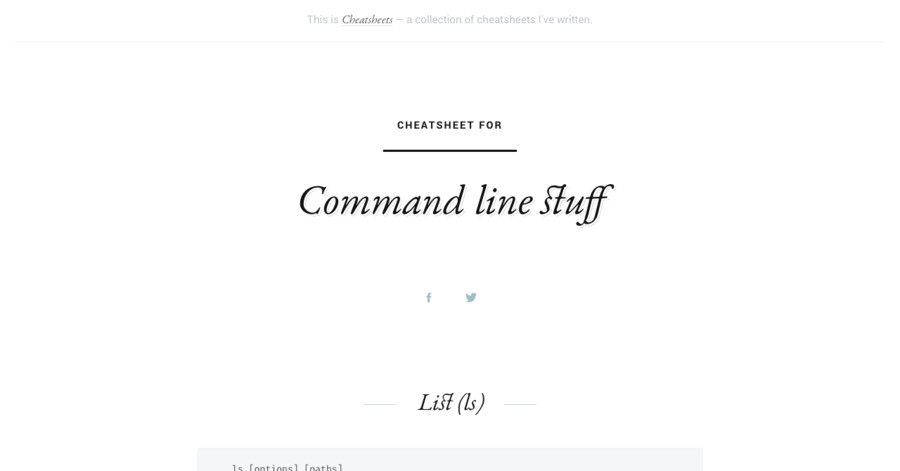 This is Cheatsheets — a collection of cheatsheets I've written.
CHEATSHEET FOR
Command line stuff
List (ls)
ls [options] [paths]